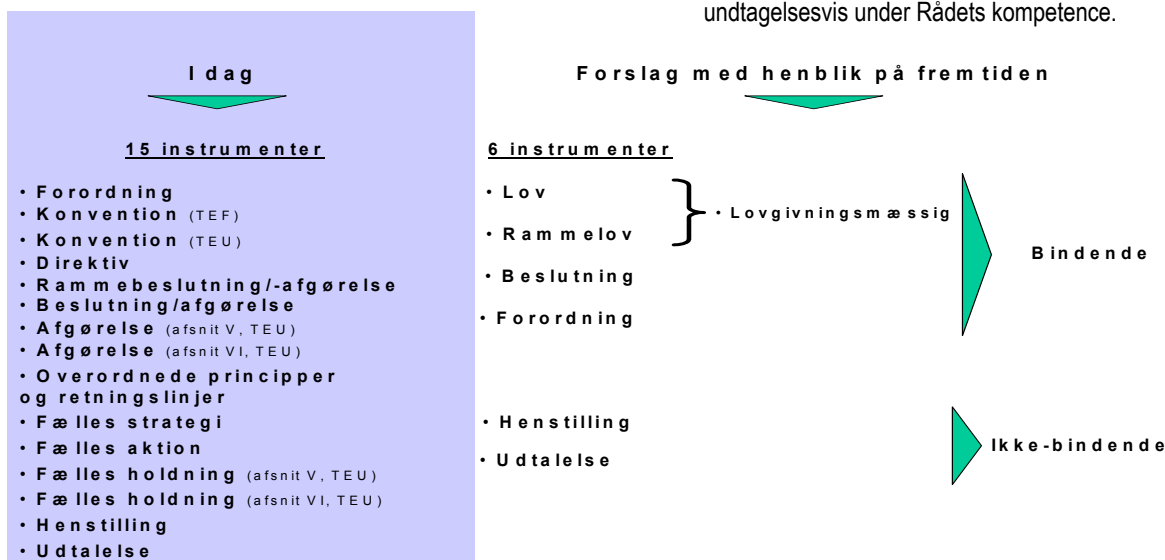 undtagelsesvis under Rådets kompetence.
I dag
15 instrumenter
• Forordning
• Konvention (TEF)
• Konvention (TEU)
• Direktiv
• Rammebeslutning/-afgørelse
• Beslutning/afgørelse
• Afgørelse (afsnit V, TEU)
• Afgørelse (afsnit VI, TEU)
• Overordnede principper
og retningslinjer
• Fælles strategi
• Fælles aktion
• Fælles holdning (afsnit V, TEU)
• Fælles holdning (afsnit VI, TEU)
• Henstilling
• Udtalelse
Forslag med henblik på fremtiden
6 instrumenter
• Lov
• Rammelov
• Lovgivningsmæssig
• Beslutning
• Forordning
Bindende
• Henstilling
• Udtalelse
Ikke-bindende